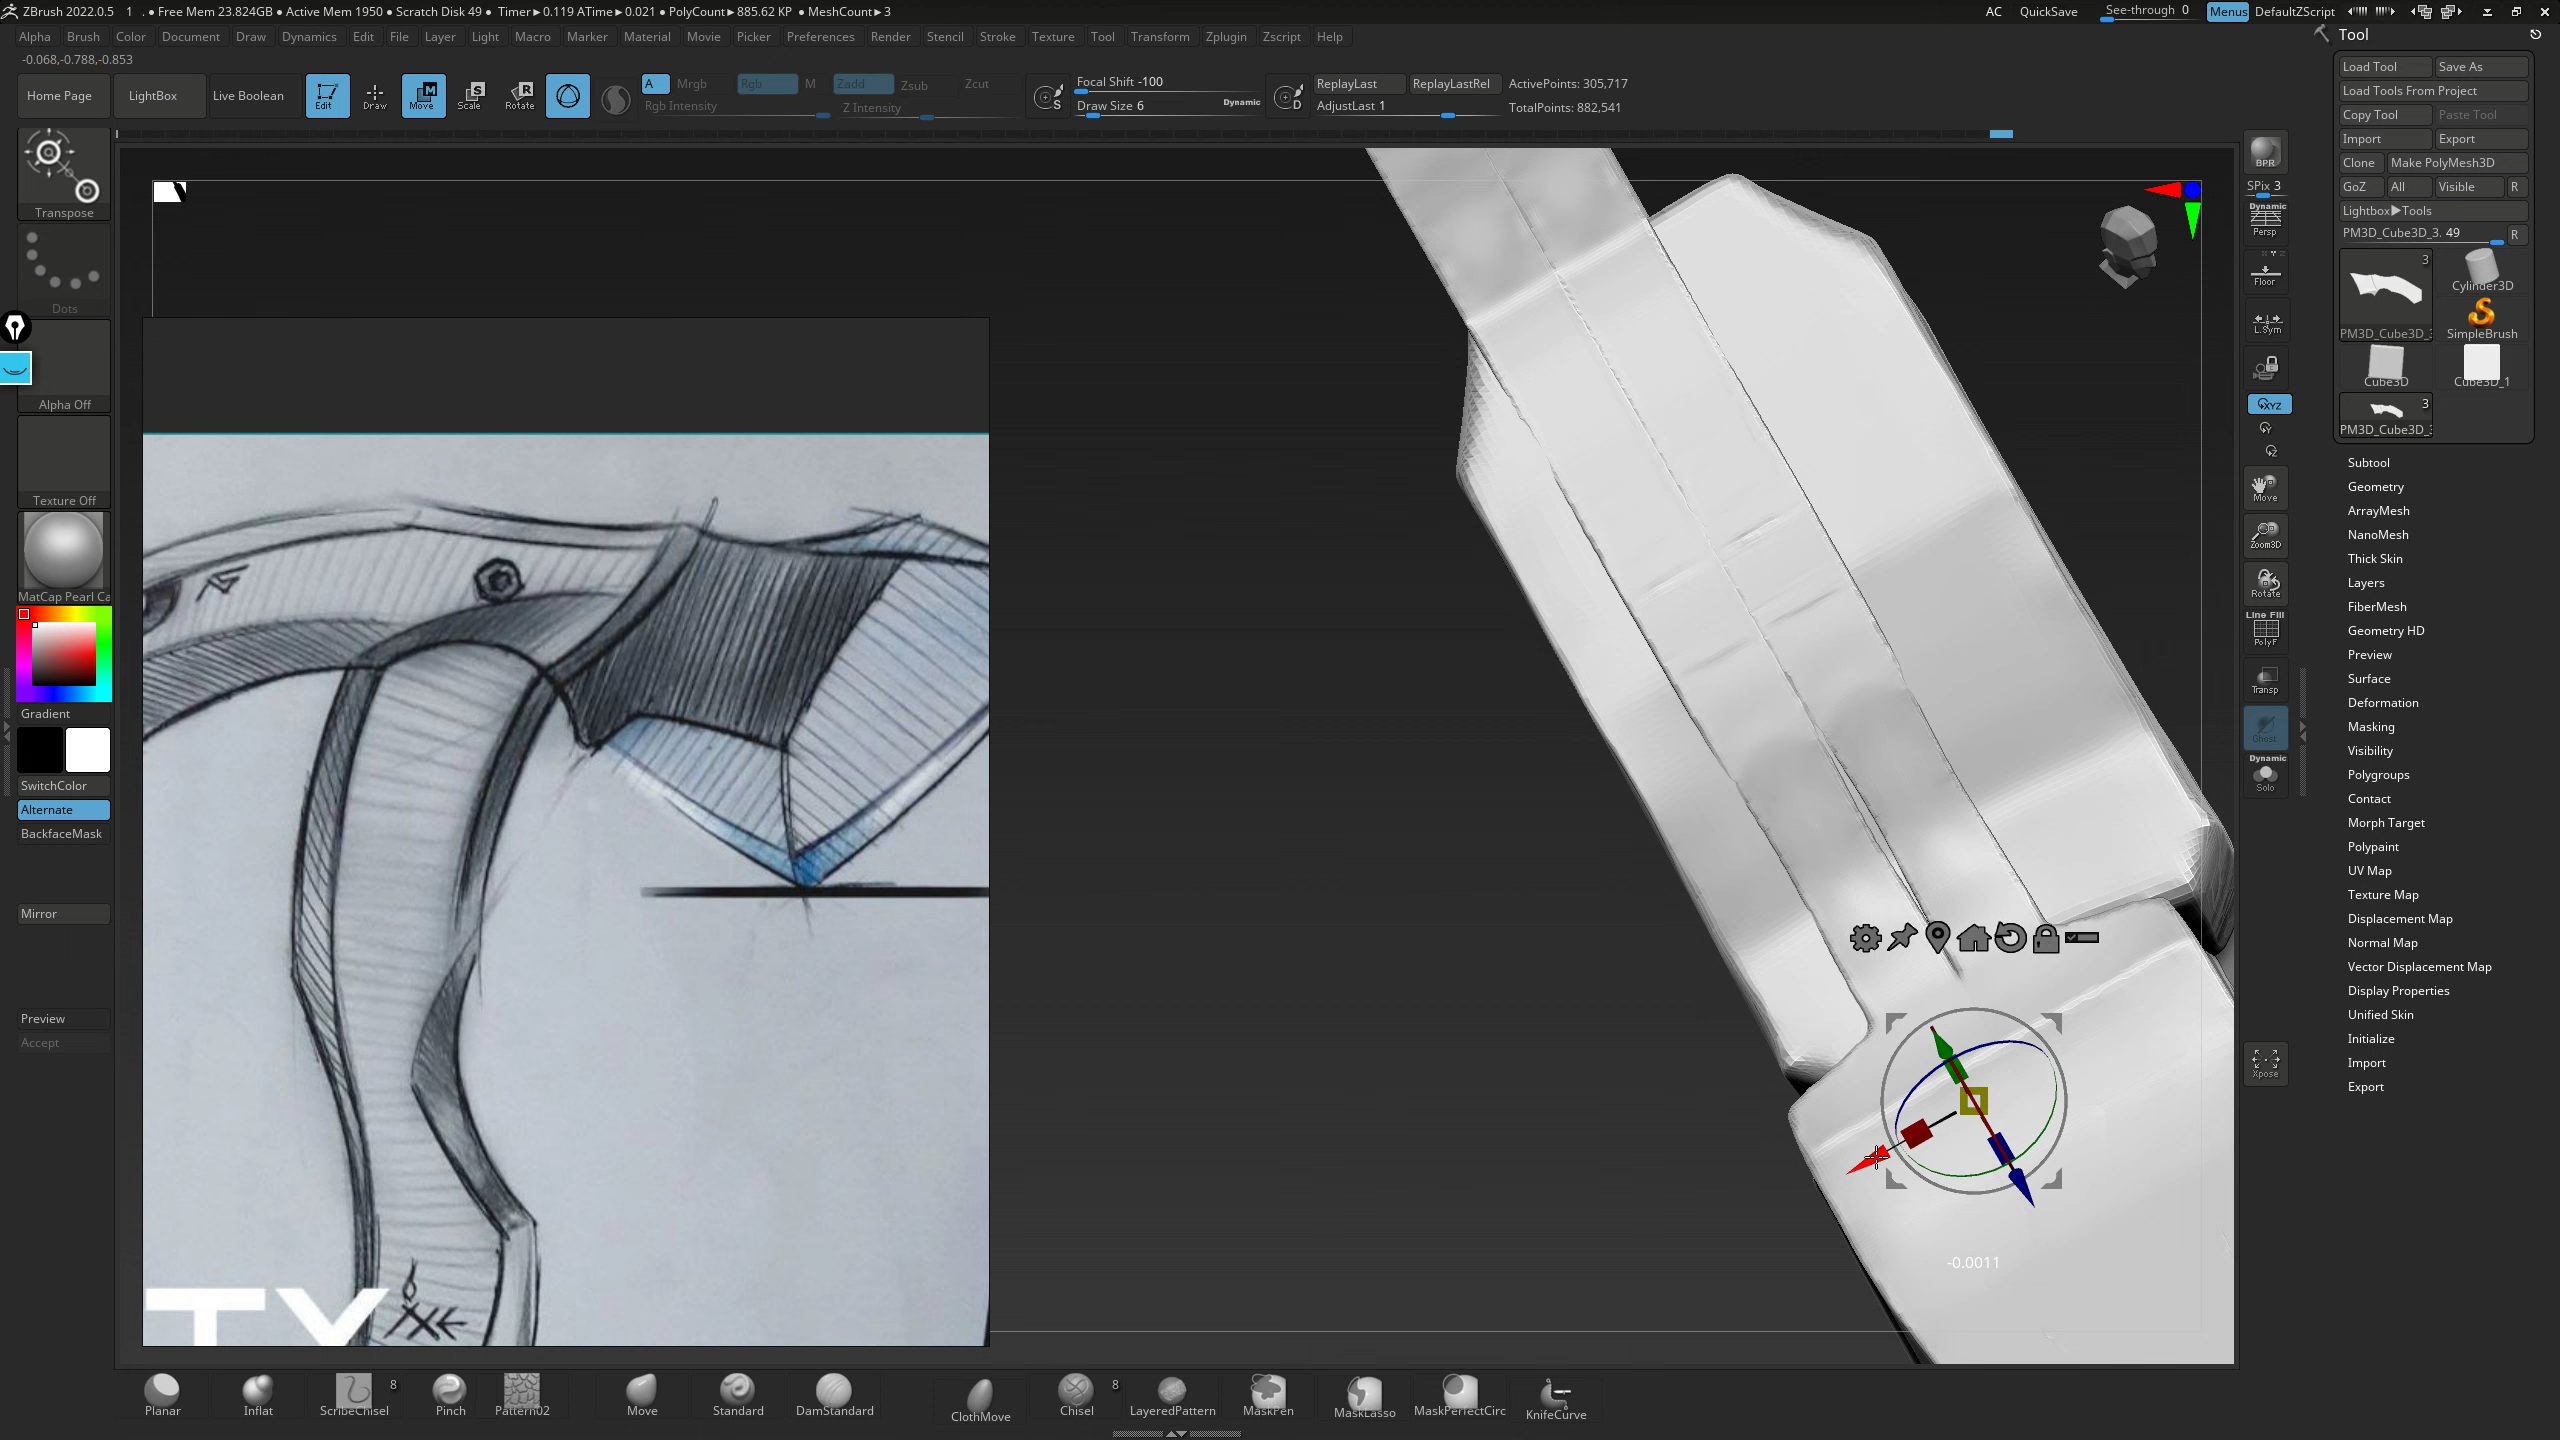 ZBrush 2022.0.5 1 . • Free Mem 23.824GB • Active Mem 1950 • Scratch Disk 49 • Timer►0.119 ATime►0.021 • PolyCount►885.62 KP • MeshCount►3
AC QuickSave See-through 0 Menus DefaultZScript
Alpha Brush Color Document Draw Dynamics Edit File Layer Light Macro Marker Material Movie Picker Preferences Render Stencil Stroke Texture Tool Transform Zplugin Zscript Help
Tool
-0.068,-0.788,-0.853
Home Page LightBox Live Boolean Edit Draw Move Scale Rotate
A Mrgb Rgb M Zadd Zsub Zcut
Rgb Intensity Z Intensity
S Focal Shift -100
Draw Size 6 Dynamic
D ReplayLast ReplayLastRel
AdjustLast 1
ActivePoints: 305,717
TotalPoints: 882,541
Load Tool Save As
Load Tools From Project
Copy Tool Paste Tool
Import Export
Clone Make PolyMesh3D
GoZ All Visible R
Lightbox►Tools
PM3D_Cube3D_3. 49 R
3
Cylinder3D
PM3D_Cube3D_3 SimpleBrush
Cube3D Cube3D_1
3
PM3D_Cube3D_3
Subtool
Geometry
ArrayMesh
NanoMesh
Thick Skin
Layers
FiberMesh
Geometry HD
Preview
Surface
Deformation
Masking
Visibility
Polygroups
Contact
Morph Target
Polypaint
UV Map
Texture Map
Displacement Map
Normal Map
Vector Displacement Map
Display Properties
Unified Skin
Initialize
Import
Export
Transpose
Dots
Alpha Off
Texture Off
MatCap Pearl Ca
Gradient
SwitchColor
Alternate
BackfaceMask
Mirror
Preview
Accept
BPR
SPix 3
Dynamic
Persp
Floor
L.Sym
XYZ
Move
Zoom3D
Rotate
Line Fill
PolyF
Transp
Ghost
Dynamic
Solo
Xpose
TY
-0.0011
Planar Inflat ScribeChisel 8 Pinch Pattern02 Move Standard DamStandard ClothMove Chisel 8 LayeredPattern MaskPen MaskLasso MaskPerfectCirc KnifeCurve